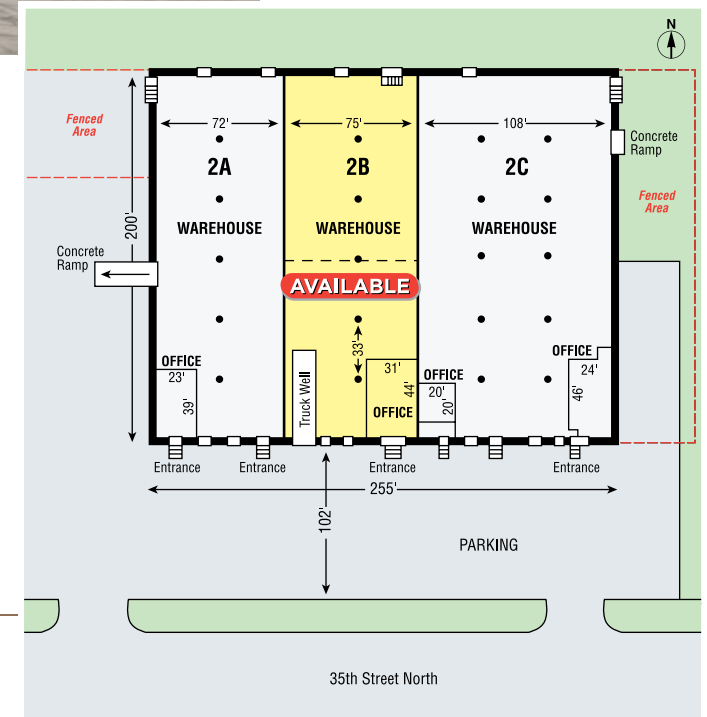 N
Fenced
Area
72'
75'
108'
2A
2B
2C
Concrete
Ramp
Fenced
Area
200'
WAREHOUSE
WAREHOUSE
WAREHOUSE
Concrete
Ramp
AVAILABLE
33'
OFFICE
23'
39'
Truck Well
31'
44'
OFFICE
OFFICE
20'
20'
OFFICE
24'
46'
Entrance
Entrance
Entrance
Entrance
255'
102'
PARKING
35th Street North